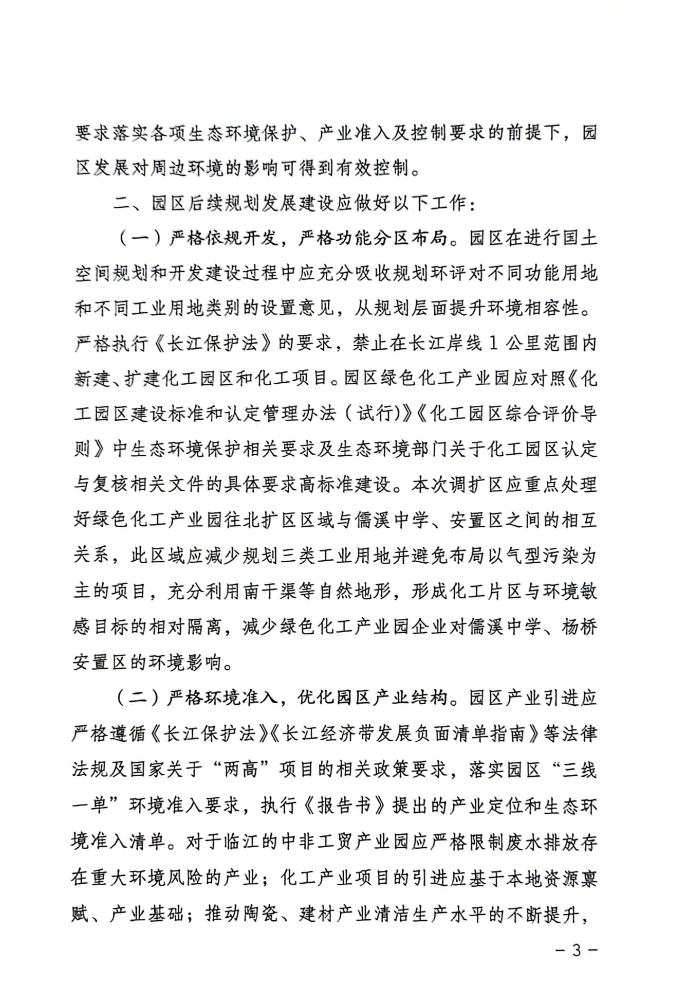 要求落实各项生态环境保护、产业准入及控制要求的前提下，园
区发展对周边环境的影响可得到有效控制。
二、园区后续规划发展建设应做好以下工作：
（一）严格依规开发，严格功能分区布局。园区在进行国土
空间规划和开发建设过程中应充分吸收规划环评对不同功能用地
和不同工业用地类别的设置意见，从规划层面提升环境相容性。
严格执行《长江保护法》的要求，禁止在长江岸线 1 公里范围内
新建、扩建化工园区和化工项目。园区绿色化工产业园应对照《化
工园区建设标准和认定管理办法（试行）》《化工园区综合评价导
则》中生态环境保护相关要求及生态环境部门关于化工园区认定
与复核相关文件的具体要求高标准建设。本次调扩区应重点处理
好绿色化工产业园往北扩区区域与儒溪中学、安置区之间的相互
关系，此区域应减少规划三类工业用地并避免布局以气型污染为
主的项目，充分利用南干渠等自然地形，形成化工片区与环境敏
感目标的相对隔离，减少绿色化工产业园企业对儒溪中学、杨桥
安置区的环境影响。
（二）严格环境准入，优化园区产业结构。园区产业引进应
严格遵循《长江保护法》《长江经济带发展负面清单指南》等法律
法规及国家关于“两高”项目的相关政策要求，落实园区“三线
一单”环境准入要求，执行《报告书》提出的产业定位和生态环
境准入清单。对于临江的中非工贸产业园应严格限制废水排放存
在重大环境风险的产业；化工产业项目的引进应基于本地资源禀
赋、产业基础；推动陶瓷、建材产业清洁生产水平的不断提升，
－3－